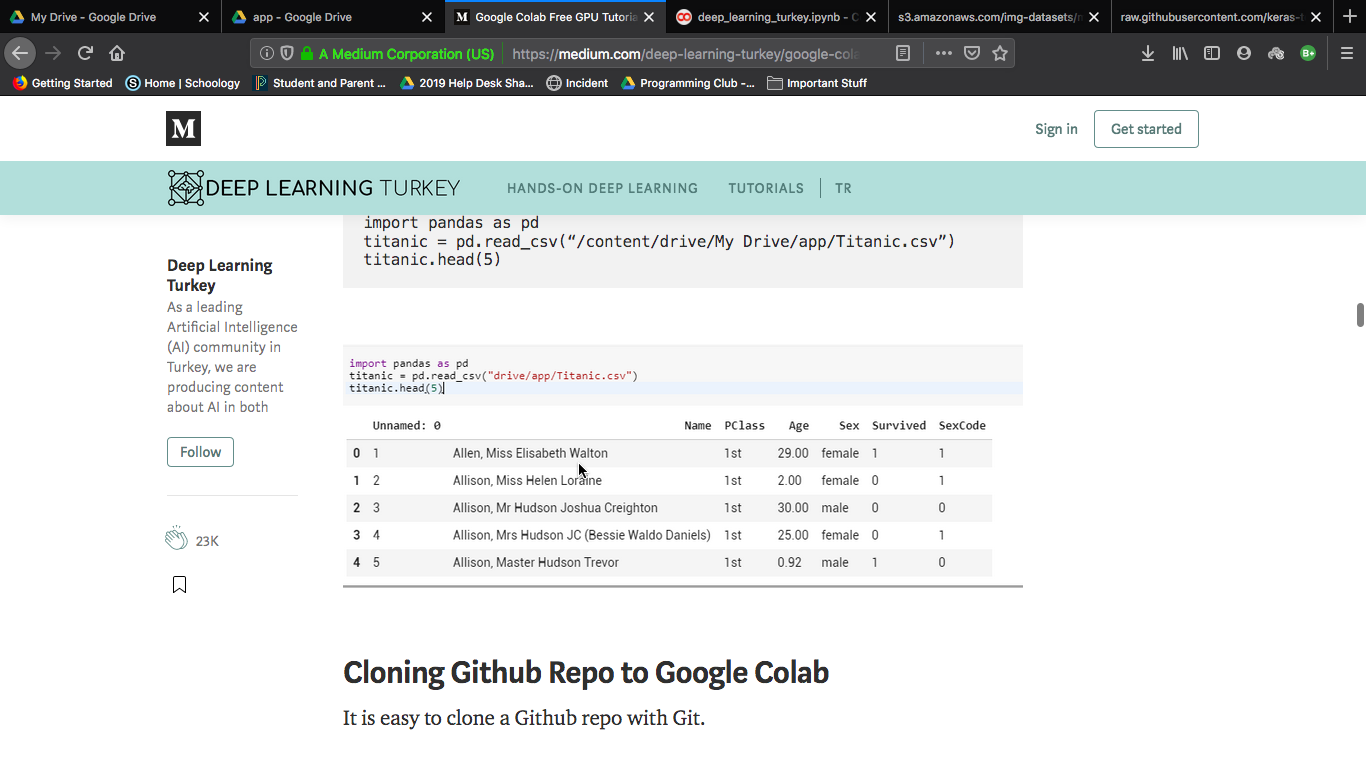 My Drive - Google Drive
app - Google Drive
Google Colab Free GPU Tutoria
deep_learning_turkey.ipynb - C
s3.amazonaws.com/img-datasets/
raw.githubusercontent.com/keras-
A Medium Corporation (US)
https://medium.com/deep-learning-turkey/google-cola
Getting Started
Home | Schoology
Student and Parent ...
2019 Help Desk Sha...
Incident
Programming Club -...
Important Stuff
M
Sign in
Get started
DEEP LEARNING TURKEY
HANDS-ON DEEP LEARNING
TUTORIALS
TR
Deep Learning
Turkey
As a leading
Artificial Intelligence
(AI) community in
Turkey, we are
producing content
about AI in both
Follow
23K
import pandas as pd
titanic = pd.read_csv(“/content/drive/My Drive/app/Titanic.csv”)
titanic.head(5)
import pandas as pd
titanic = pd.read_csv("drive/app/Titanic.csv")
titanic.head(5)
Unnamed: 0 Name PClass Age Sex Survived SexCode
0 1 Allen, Miss Elisabeth Walton 1st 29.00 female 1 1
1 2 Allison, Miss Helen Loraine 1st 2.00 female 0 1
2 3 Allison, Mr Hudson Joshua Creighton 1st 30.00 male 0 0
3 4 Allison, Mrs Hudson JC (Bessie Waldo Daniels) 1st 25.00 female 0 1
4 5 Allison, Master Hudson Trevor 1st 0.92 male 1 0
Cloning Github Repo to Google Colab
It is easy to clone a Github repo with Git.